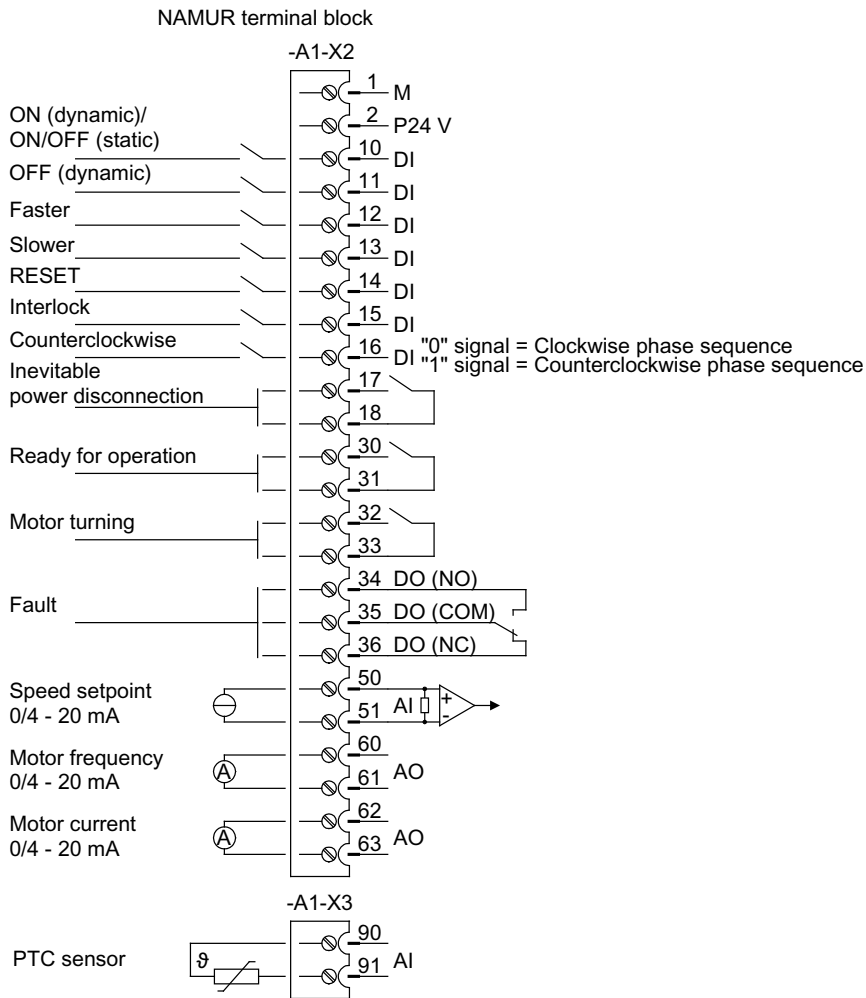 NAMUR terminal block
-A1-X2
1 M
2 P24 V
ON (dynamic)/
ON/OFF (static)
10 DI
OFF (dynamic)
11 DI
Faster
12 DI
Slower
13 DI
RESET
14 DI
Interlock
15 DI
Counterclockwise
16 DI
"0" signal = Clockwise phase sequence
"1" signal = Counterclockwise phase sequence
Inevitable
power disconnection
17
18
Ready for operation
30
31
Motor turning
32
33
Fault
34 DO (NO)
35 DO (COM)
36 DO (NC)
Speed setpoint
0/4 - 20 mA
50
51
AI
+
-
Motor frequency
0/4 - 20 mA
A
60
61
AO
Motor current
0/4 - 20 mA
A
62
63
AO
-A1-X3
PTC sensor
ϑ
90
91
AI